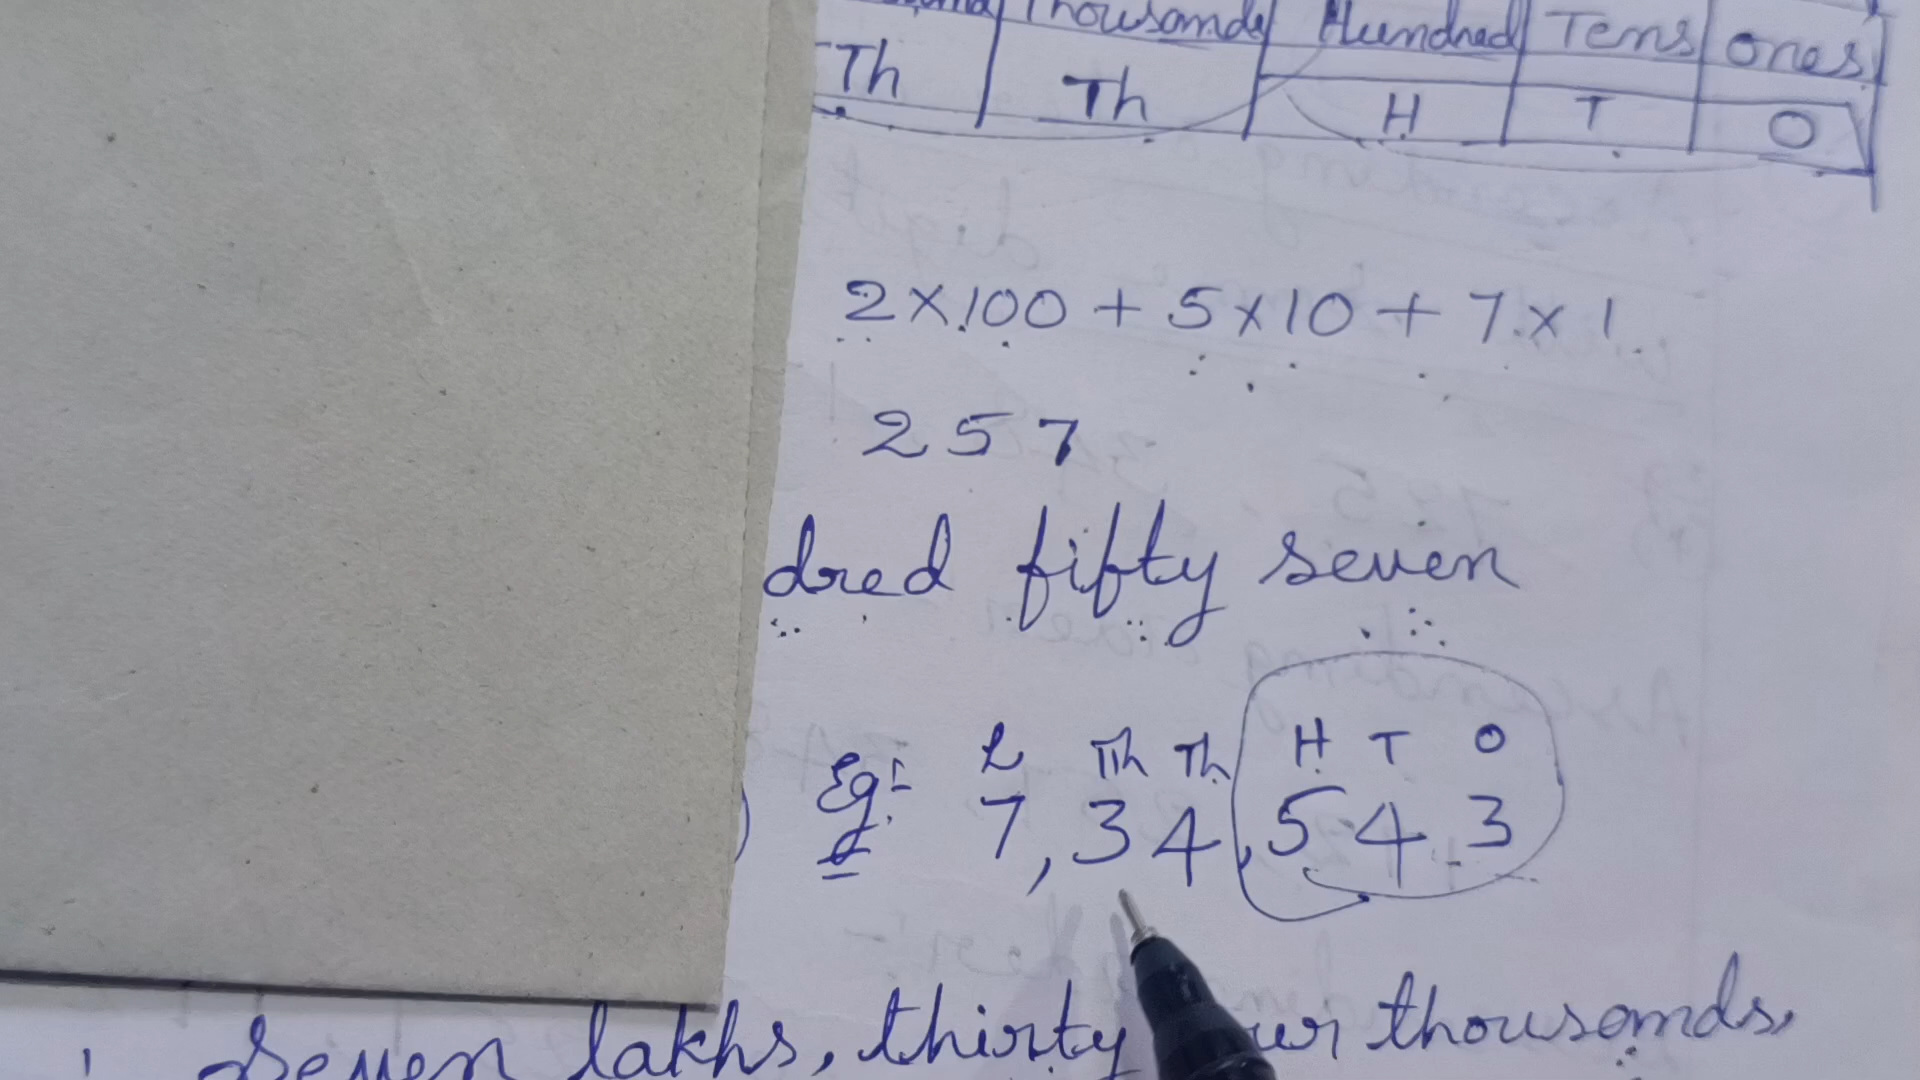 Thousands Hundred Tens Ones
Th Th H T O
2×100 + 5×10 + 7×1
257
dred fifty seven
L Th Th H T O
Eg:- 7,34,543
Seven lakhs, thirty ur thousands,